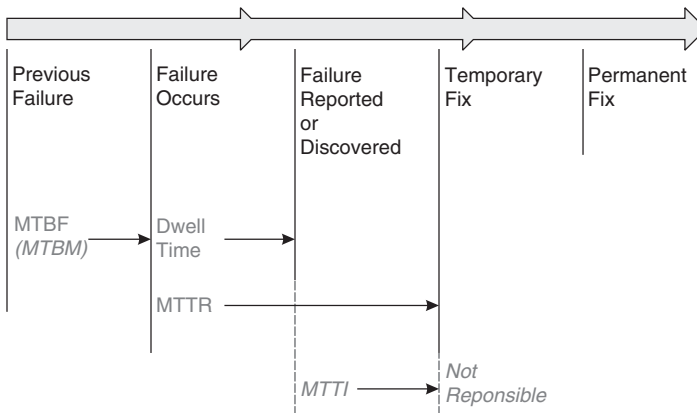 Previous
Failure
Failure
Occurs
Failure
Reported
or
Discovered
Temporary
Fix
Permanent
Fix
MTBF
(MTBM)
Dwell
Time
MTTR
MTTI
Not
Reponsible